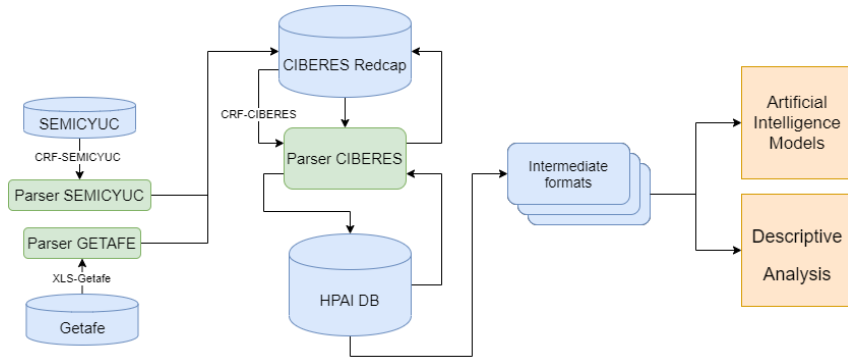 CIBERES Redcap
SEMICYUC
CRF-CIBERES
CRF-SEMICYUC
Parser CIBERES
Parser SEMICYUC
Parser GETAFE
XLS-Getafe
Getafe
HPAI DB
Intermediate
formats
Artificial
Intelligence
Models
Descriptive
Analysis